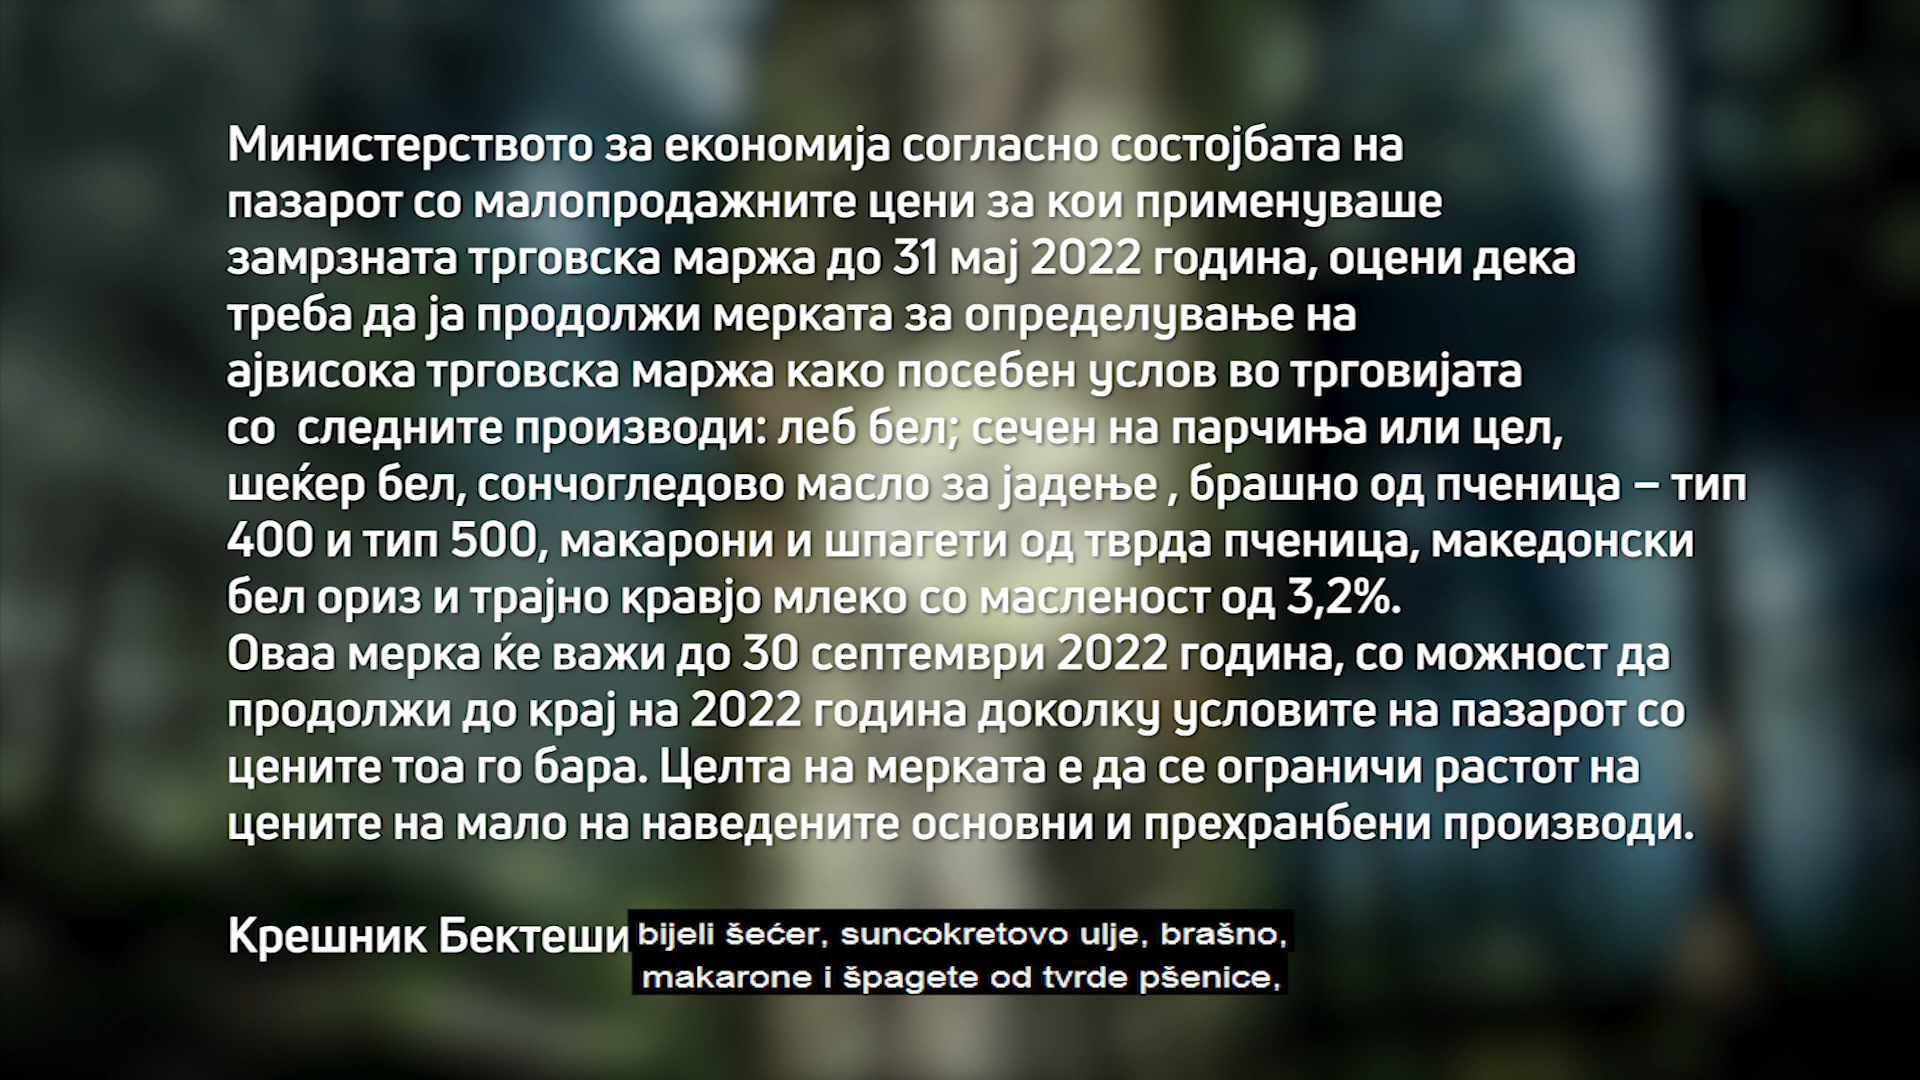 Министерството за економија согласно состојбата на
пазарот со малопродажните цени за кои применуваше
замрзната трговска маржа до 31 мај 2022 година, оцени дека
треба да ја продолжи мерката за определување на
ајвисока трговска маржа како посебен услов во трговијата
со  следните производи: леб бел; сечен на парчиња или цел,
шеќер бел, сончогледово масло за јадење , брашно од пченица – тип
400 и тип 500, макарони и шпагети од тврда пченица, македонски
бел ориз и трајно кравјо млеко со масленост од 3,2%.
Оваа мерка ќе важи до 30 септември 2022 година, со можност да
продолжи до крај на 2022 година доколку условите на пазарот со
цените тоа го бара. Целта на мерката е да се ограничи растот на
цените на мало на наведените основни и прехранбени производи.
Крешник Бектеши
bijeli šećer, suncokretovo ulje, brašno,
makarone i špagete od tvrde pšenice,